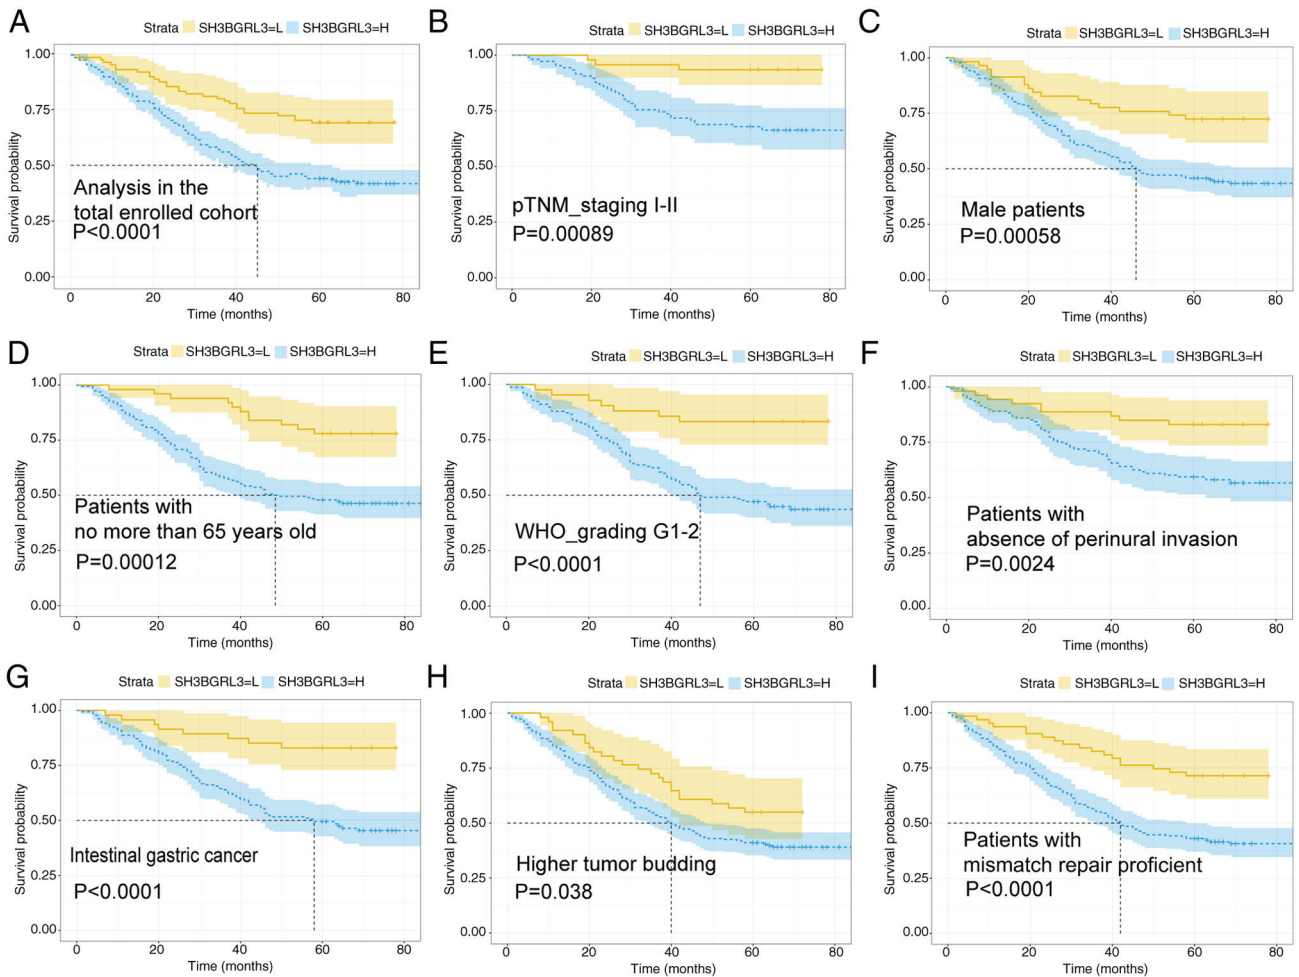 A
Strata SH3BGRL3=L SH3BGRL3=H
Survival probability
1.00
0.75
0.50
0.25
0.00
Analysis in the
total enrolled cohort
P<0.0001
0 20 40 60 80
Time (months)
B
Strata SH3BGRL3=L SH3BGRL3=H
Survival probability
1.00
0.75
0.50
0.25
0.00
pTNM_staging I-II
P=0.00089
0 20 40 60 80
Time (months)
C
Strata SH3BGRL3=L SH3BGRL3=H
Survival probability
1.00
0.75
0.50
0.25
0.00
Male patients
P=0.00058
0 20 40 60 80
Time (months)
D
Strata SH3BGRL3=L SH3BGRL3=H
Survival probability
1.00
0.75
0.50
0.25
0.00
Patients with
no more than 65 years old
P=0.00012
0 20 40 60 80
Time (months)
E
Strata SH3BGRL3=L SH3BGRL3=H
Survival probability
1.00
0.75
0.50
0.25
0.00
WHO_grading G1-2
P<0.0001
0 20 40 60 80
Time (months)
F
Strata SH3BGRL3=L SH3BGRL3=H
Survival probability
1.00
0.75
0.50
0.25
0.00
Patients with
absence of perinural invasion
P=0.0024
0 20 40 60 80
Time (months)
G
Strata SH3BGRL3=L SH3BGRL3=H
Survival probability
1.00
0.75
0.50
0.25
0.00
Intestinal gastric cancer
P<0.0001
0 20 40 60 80
Time (months)
H
Strata SH3BGRL3=L SH3BGRL3=H
Survival probability
1.00
0.75
0.50
0.25
0.00
Higher tumor budding
P=0.038
0 20 40 60 80
Time (months)
I
Strata SH3BGRL3=L SH3BGRL3=H
Survival probability
1.00
0.75
0.50
0.25
0.00
Patients with
mismatch repair proficient
P<0.0001
0 20 40 60 80
Time (months)